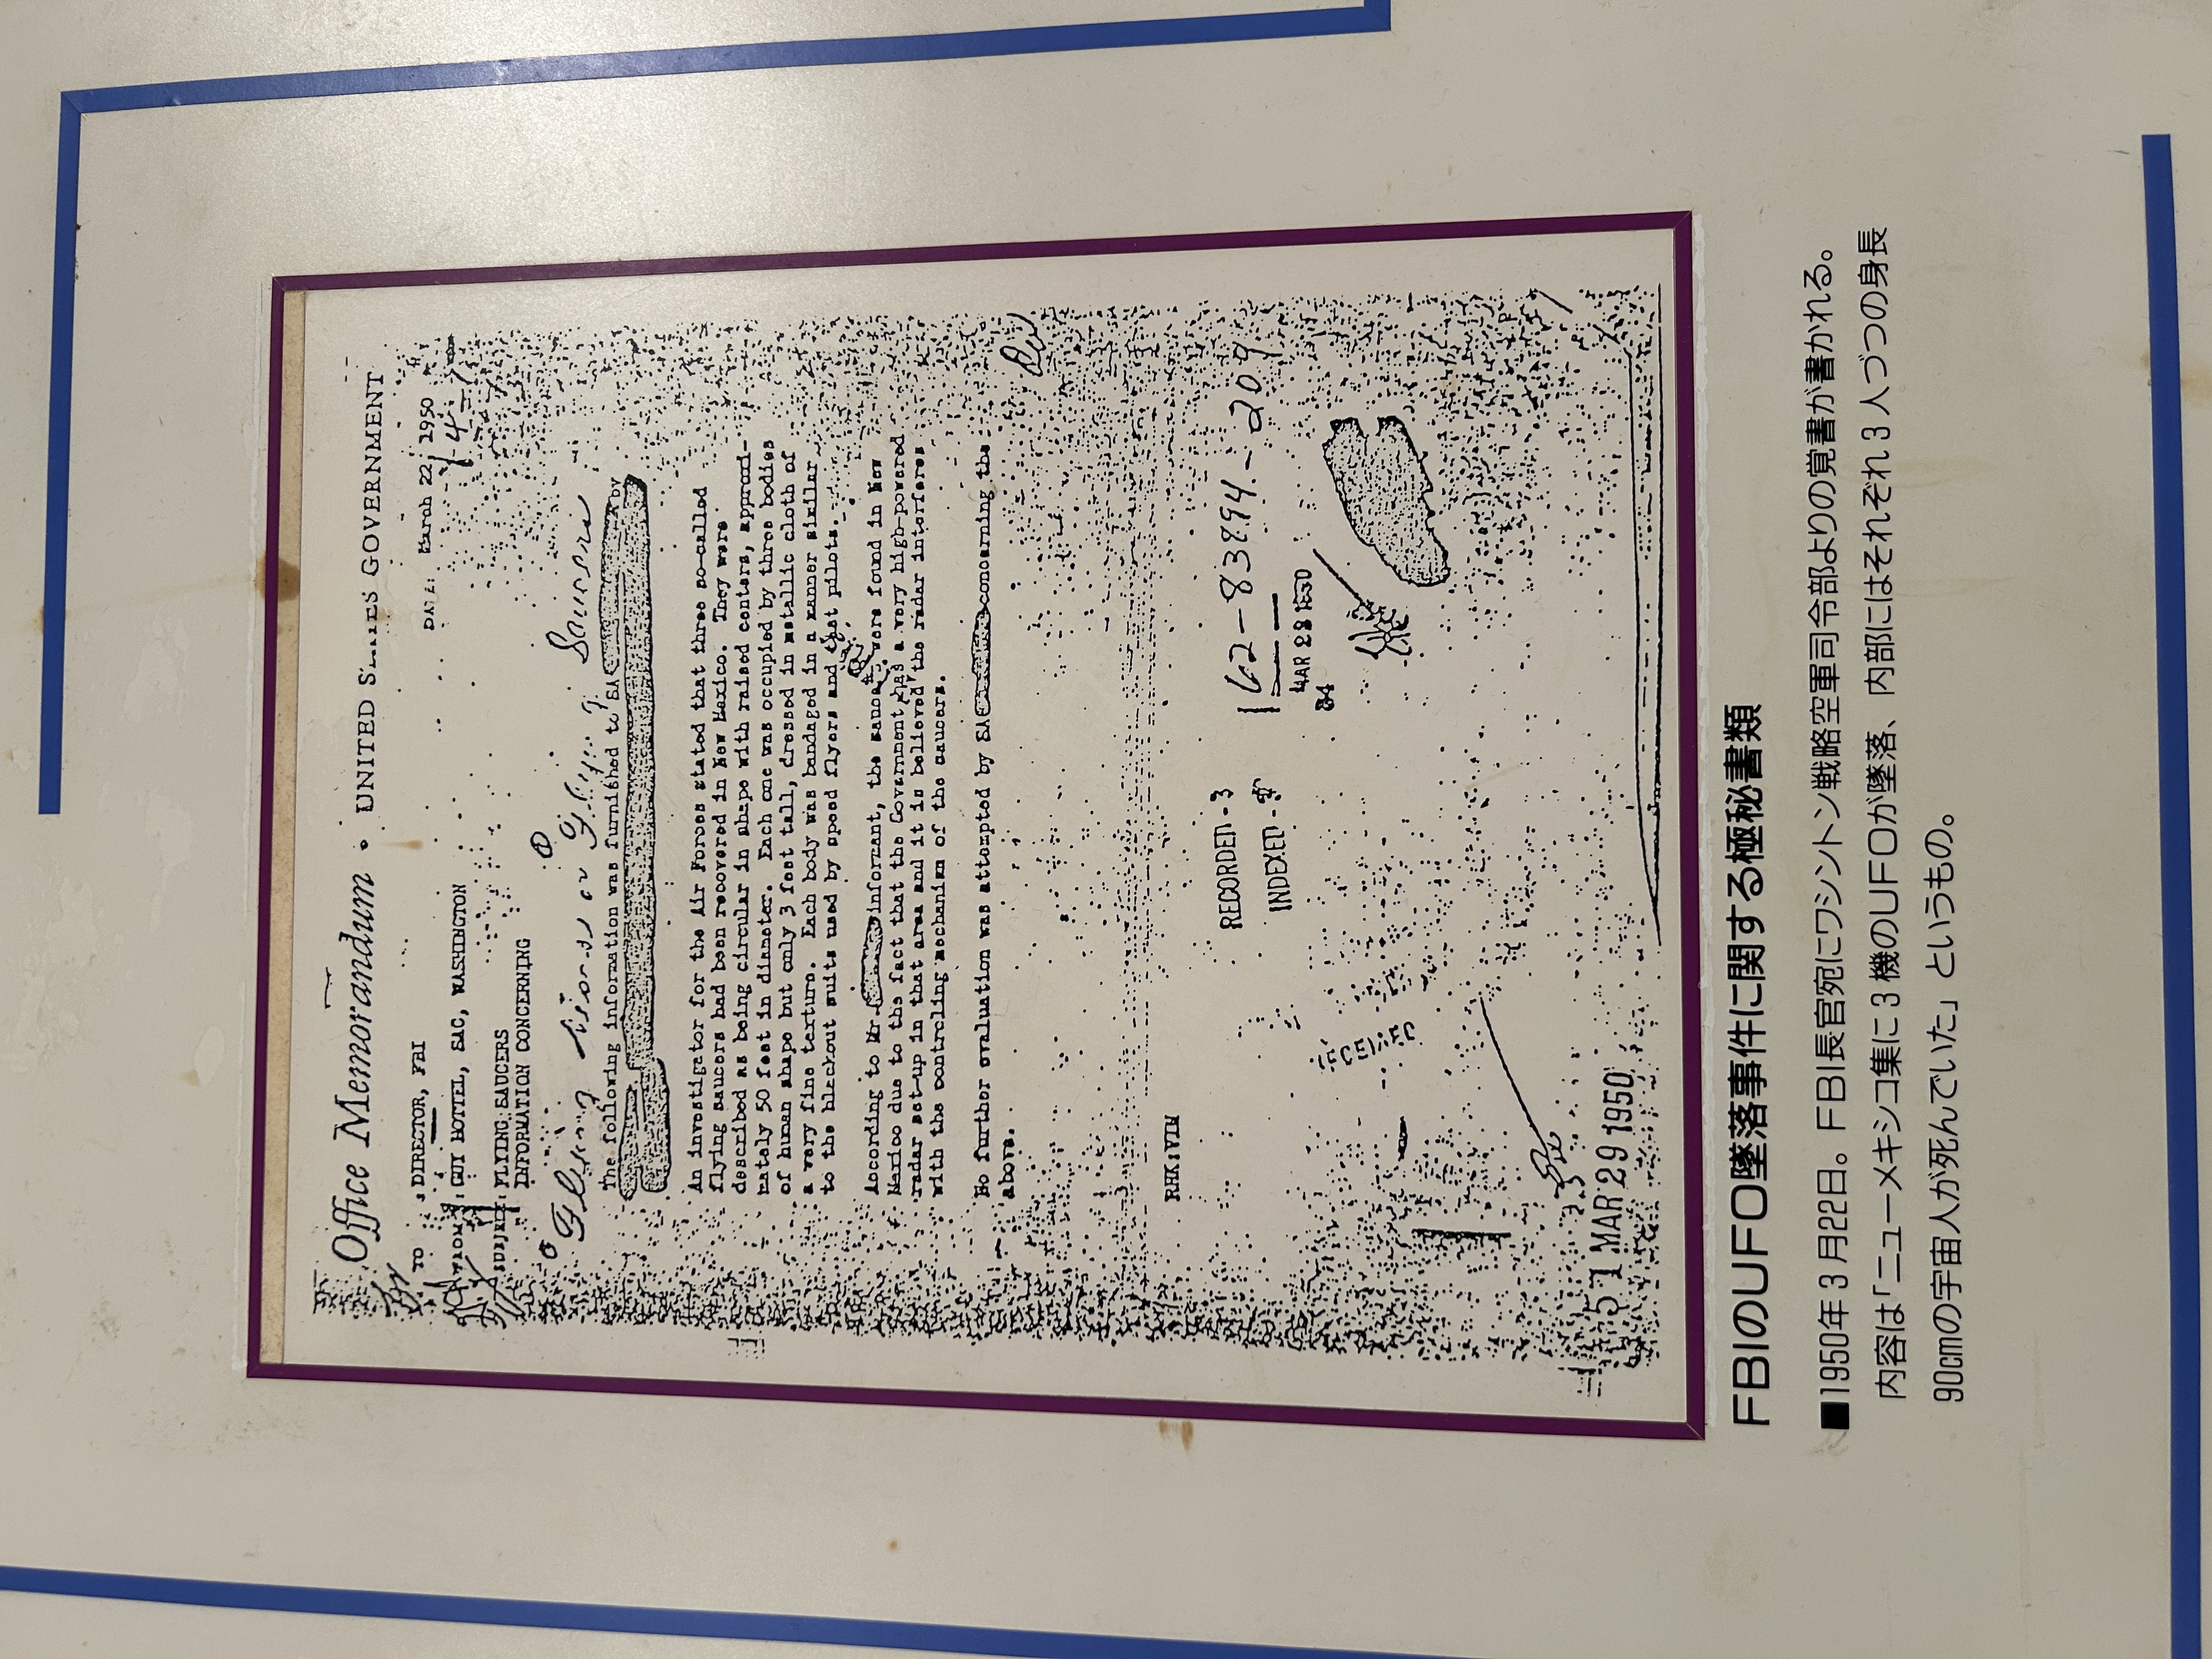 Office Memorandum • UNITED STATES GOVERNMENT
TO : DIRECTOR, FBI DATE: March 22, 1950
FROM : GUY HOTTEL, SAC, WASHINGTON
SUBJECT: FLYING SAUCERS
INFORMATION CONCERNING
Flying Saucers
The following information was furnished to SA by
An investigator for the Air Forces stated that three so-called
flying saucers had been recovered in New Mexico. They were
described as being circular in shape with raised centers, approxi-
mately 50 feet in diameter. Each one was occupied by three bodies
of human shape but only 3 feet tall, dressed in metallic cloth of
a very fine texture. Each body was bandaged in a manner similar
to the blackout suits used by speed flyers and test pilots.
According to Mr. informant, the saucers were found in New
Mexico due to the fact that the Government has a very high-powered
radar set-up in that area and it is believed the radar interferes
with the controling mechanism of the saucers.
No further evaluation was attempted by SA concerning the
above.
RHK:VIM
RECORDED - 3
INDEXED -
162-83894-209
MAR 28 1950
34
57 MAR 29 1950
FBIのUFO墜落事件に関する極秘書類
■1950年3月22日。FBI長官宛にワシントン戦略空軍司令部よりの覚書が書かれる。
内容は「ニューメキシコ集に3機のUFOが墜落、内部にはそれぞれ3人づつの身長
90cmの宇宙人が死んでいた」というもの。